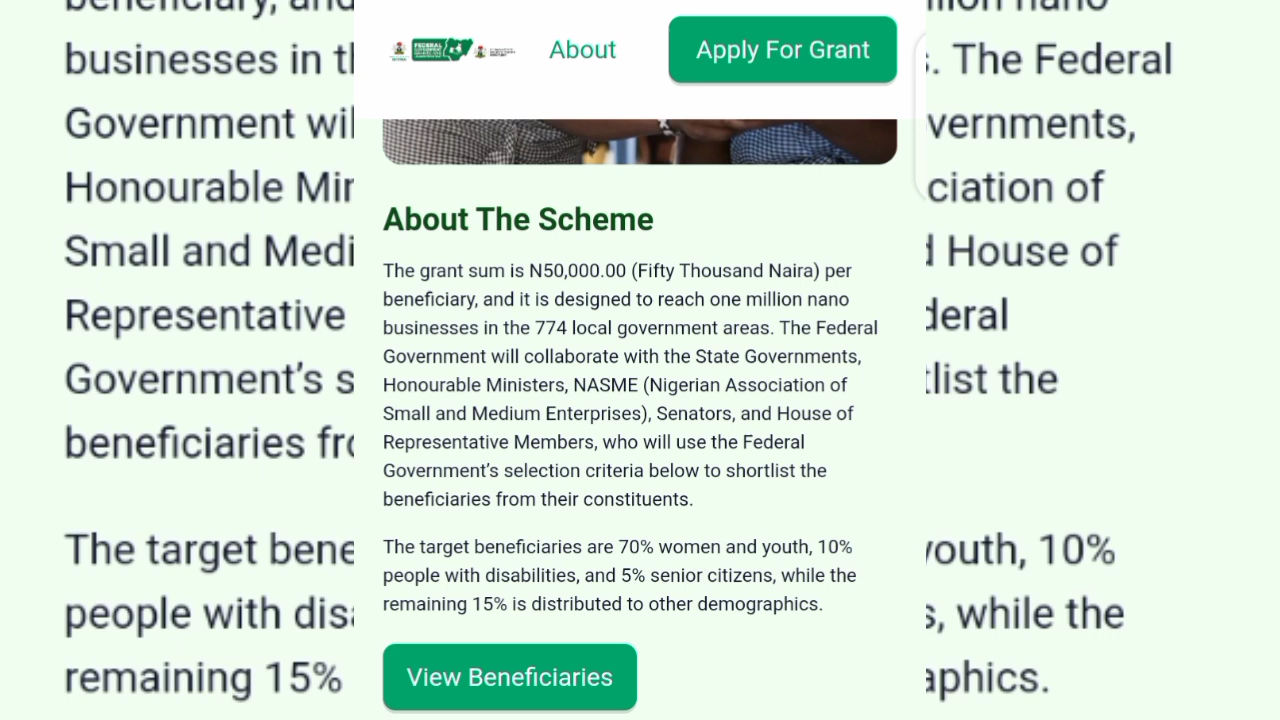 About
Apply For Grant
FEDERAL
About The Scheme
The grant sum is N50,000.00 (Fifty Thousand Naira) per
beneficiary, and it is designed to reach one million nano
businesses in the 774 local government areas. The Federal
Government will collaborate with the State Governments,
Honourable Ministers, NASME (Nigerian Association of
Small and Medium Enterprises), Senators, and House of
Representative Members, who will use the Federal
Government’s selection criteria below to shortlist the
beneficiaries from their constituents.
The target beneficiaries are 70% women and youth, 10%
people with disabilities, and 5% senior citizens, while the
remaining 15% is distributed to other demographics.
View Beneficiaries